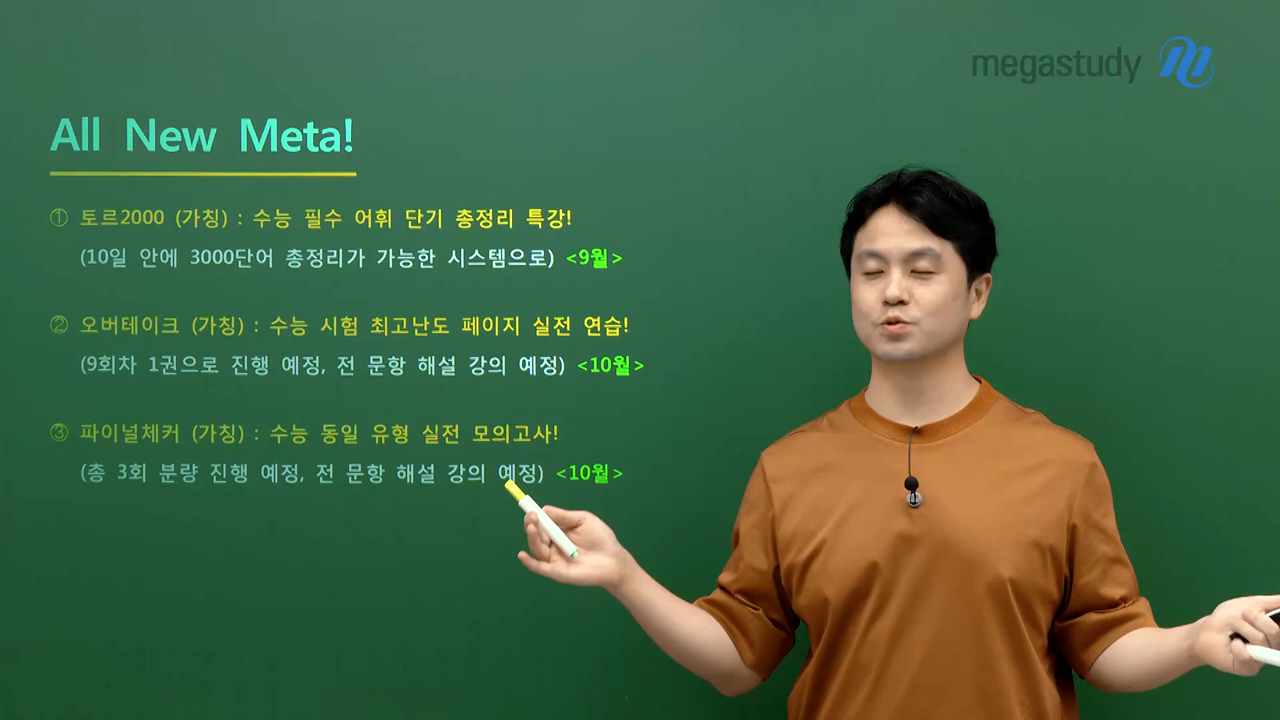 megastudy
All New Meta!
① 토르2000 (가칭) : 수능 필수 어휘 단기 총정리 특강!
(10일 안에 3000단어 총정리가 가능한 시스템으로) <9월>
② 오버테이크 (가칭) : 수능 시험 최고난도 페이지 실전 연습!
(9회차 1권으로 진행 예정, 전 문항 해설 강의 예정) <10월>
③ 파이널체커 (가칭) : 수능 동일 유형 실전 모의고사!
(총 3회 분량 진행 예정, 전 문항 해설 강의 예정) <10월>